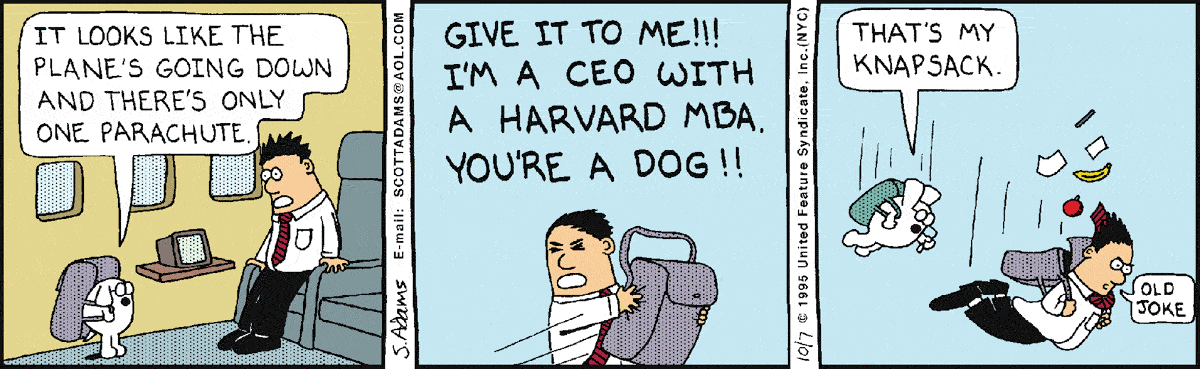 IT LOOKS LIKE THE
PLANE'S GOING DOWN
AND THERE'S ONLY
ONE PARACHUTE.
S. Adams
E-mail: SCOTTADAMS@AOL.COM
GIVE IT TO ME!!!
I'M A CEO WITH
A HARVARD MBA.
YOU'RE A DOG!!
10/7 © 1995 United Feature Syndicate, Inc.(NYC)
THAT'S MY
KNAPSACK.
OLD
JOKE